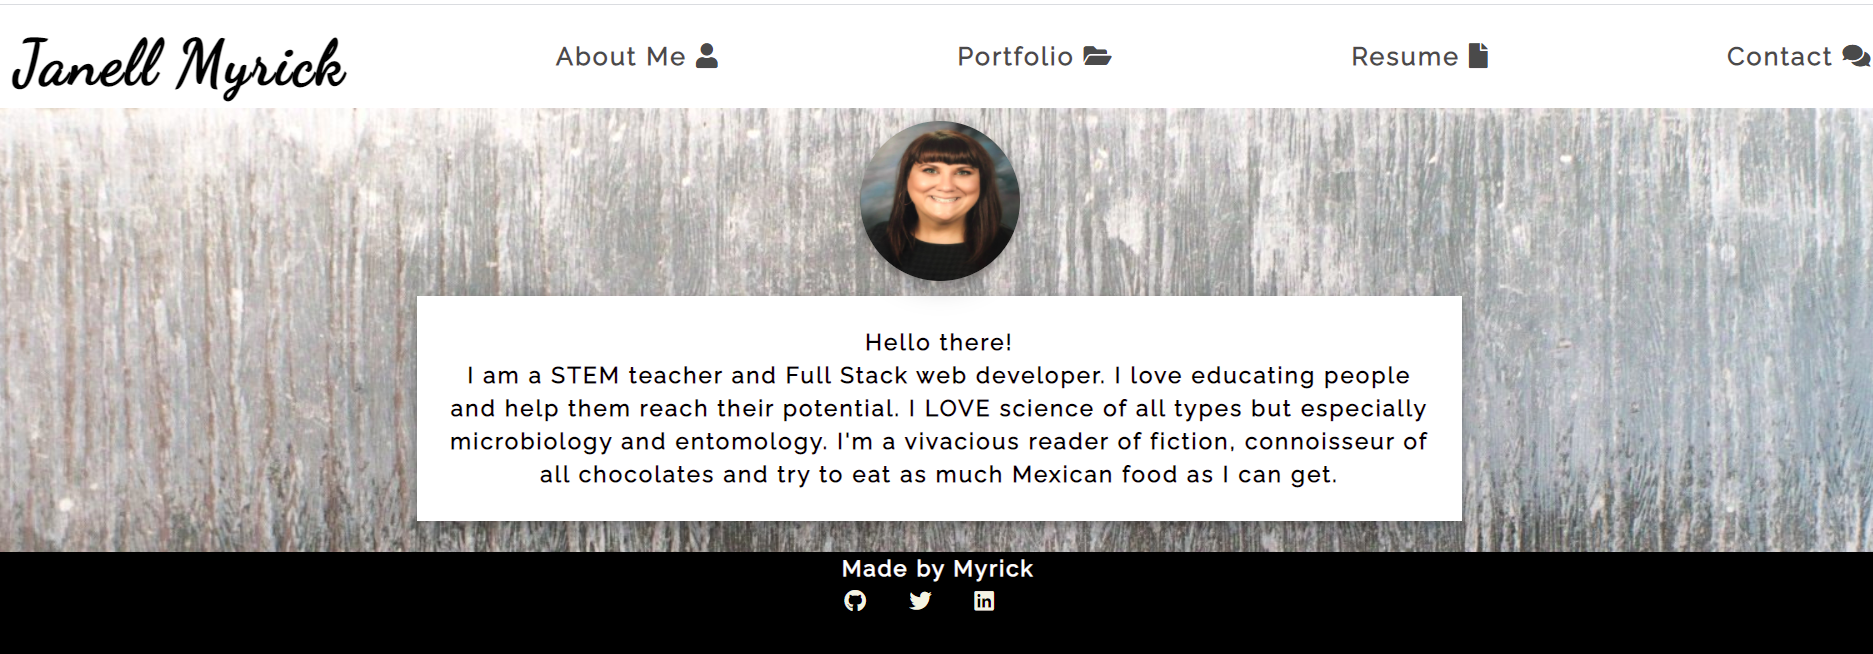 Janell Myrick
About Me
Portfolio
Resume
Contact
Hello there!
I am a STEM teacher and Full Stack web developer. I love educating people
and help them reach their potential. I LOVE science of all types but especially
microbiology and entomology. I'm a vivacious reader of fiction, connoisseur of
all chocolates and try to eat as much Mexican food as I can get.
Made by Myrick